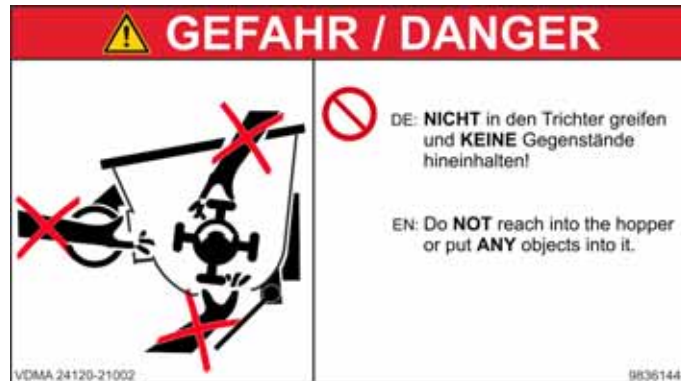 GEFAHR / DANGER
DE: NICHT in den Trichter greifen
und KEINE Gegenstände
hineinhalten!
EN: Do NOT reach into the hopper
or put ANY objects into it.
VDMA 24120-21002
9836144